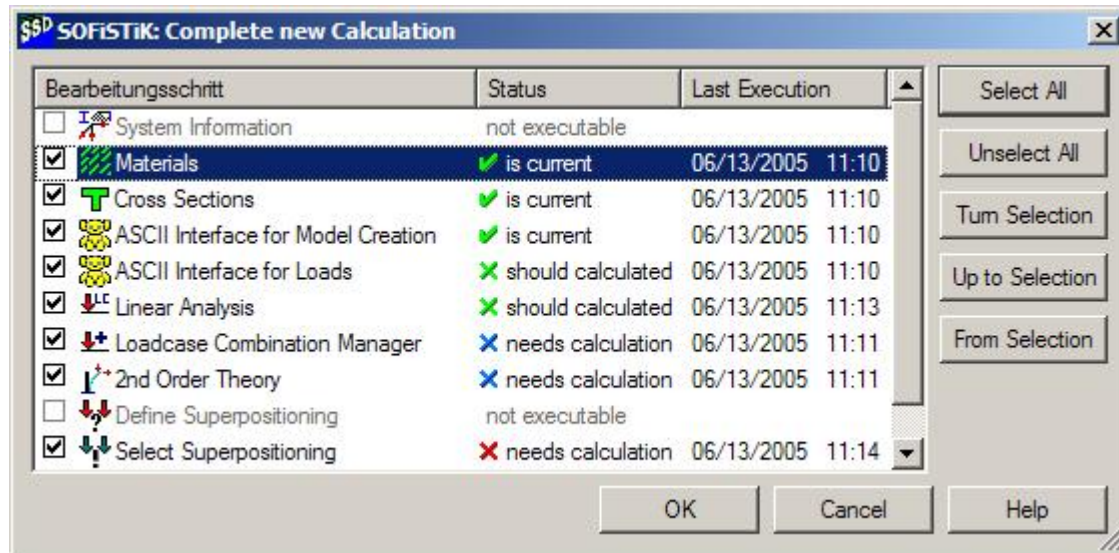 SSD SOFiSTiK: Complete new Calculation
Bearbeitungsschritt Status Last Execution
System Information not executable
Materials is current 06/13/2005 11:10
Cross Sections is current 06/13/2005 11:10
ASCII Interface for Model Creation is current 06/13/2005 11:10
ASCII Interface for Loads should calculated 06/13/2005 11:10
LC Linear Analysis should calculated 06/13/2005 11:13
Loadcase Combination Manager needs calculation 06/13/2005 11:11
2nd Order Theory needs calculation 06/13/2005 11:11
Define Superpositioning not executable
Select Superpositioning needs calculation 06/13/2005 11:14
Select All
Unselect All
Turn Selection
Up to Selection
From Selection
OK Cancel Help